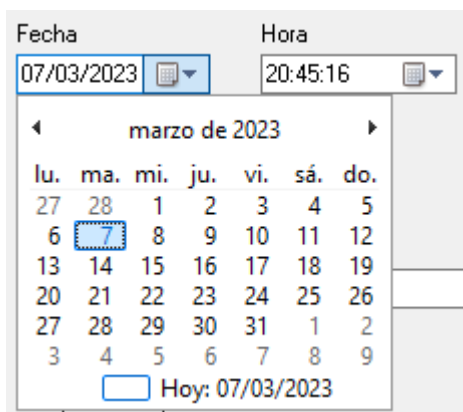 Fecha Hora
07/03/2023 20:45:16
marzo de 2023
lu. ma. mi. ju. vi. sá. do.
27 28 1 2 3 4 5
6 7 8 9 10 11 12
13 14 15 16 17 18 19
20 21 22 23 24 25 26
27 28 29 30 31 1 2
3 4 5 6 7 8 9
Hoy: 07/03/2023